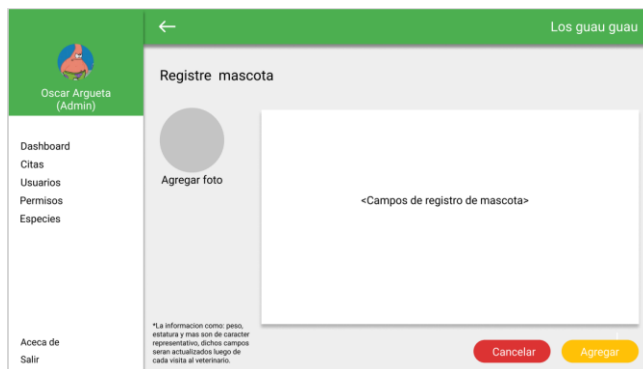 Los guau guau
Oscar Argueta
(Admin)
Dashboard
Citas
Usuarios
Permisos
Especies
Aceca de
Salir
Registre mascota
Agregar foto
<Campos de registro de mascota>
*La informacion como: peso,
estatura y mas son de caracter
representativo, dichos campos
seran actualizados luego de
cada visita al veterinario.
Cancelar
Agregar